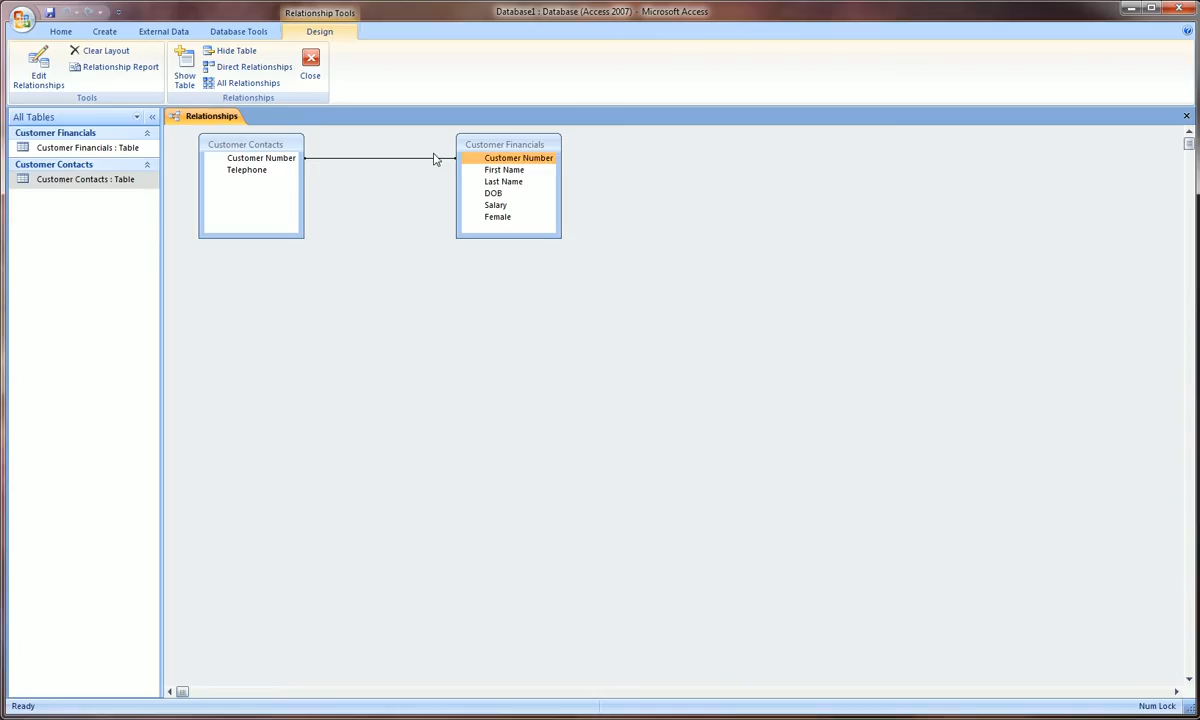 Relationship Tools
Database1 : Database (Access 2007) - Microsoft Access
Home
Create
External Data
Database Tools
Design
Edit
Relationships
Clear Layout
Relationship Report
Tools
Show
Table
Hide Table
Direct Relationships
All Relationships
Close
Relationships
All Tables
Relationships
Customer Financials
Customer Financials : Table
Customer Contacts
Customer Contacts : Table
Customer Contacts
Customer Number
Telephone
Customer Financials
Customer Number
First Name
Last Name
DOB
Salary
Female
Ready
Num Lock